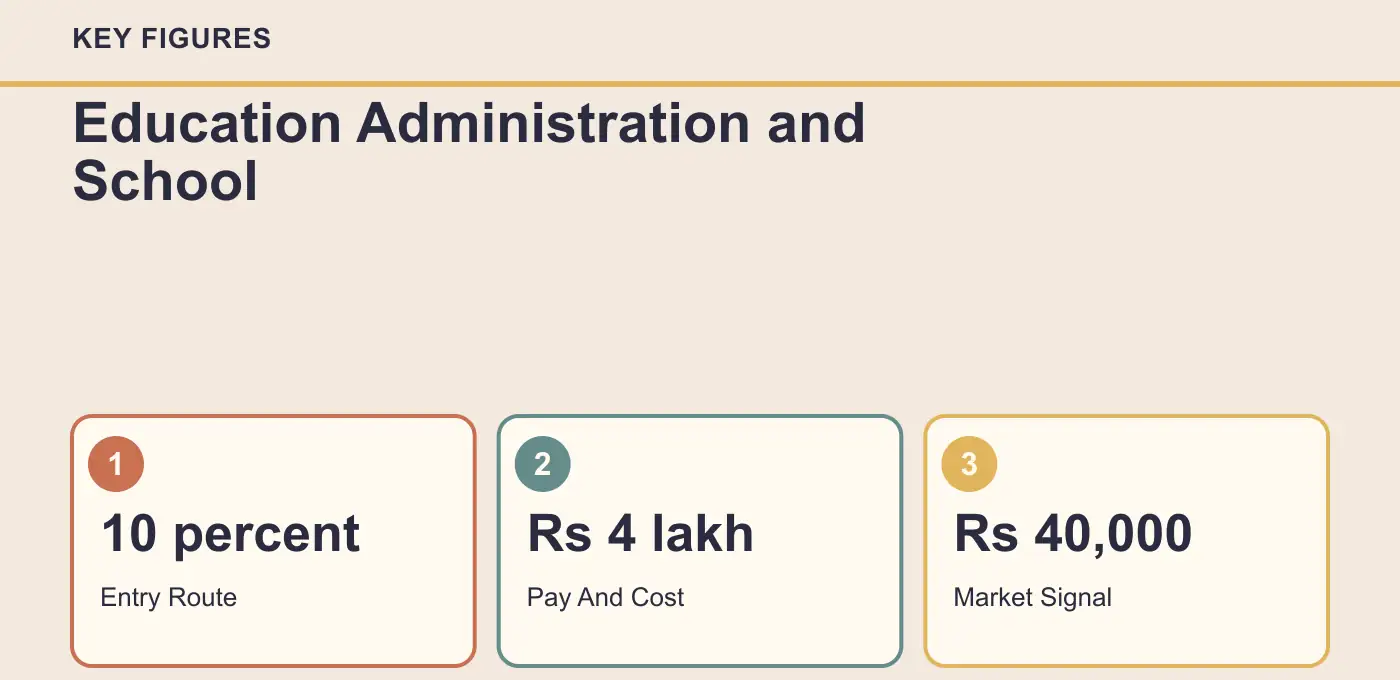 KEY FIGURES
Education Administration and
School
1
10 percent
Entry Route
2
Rs 4 lakh
Pay And Cost
3
Rs 40,000
Market Signal